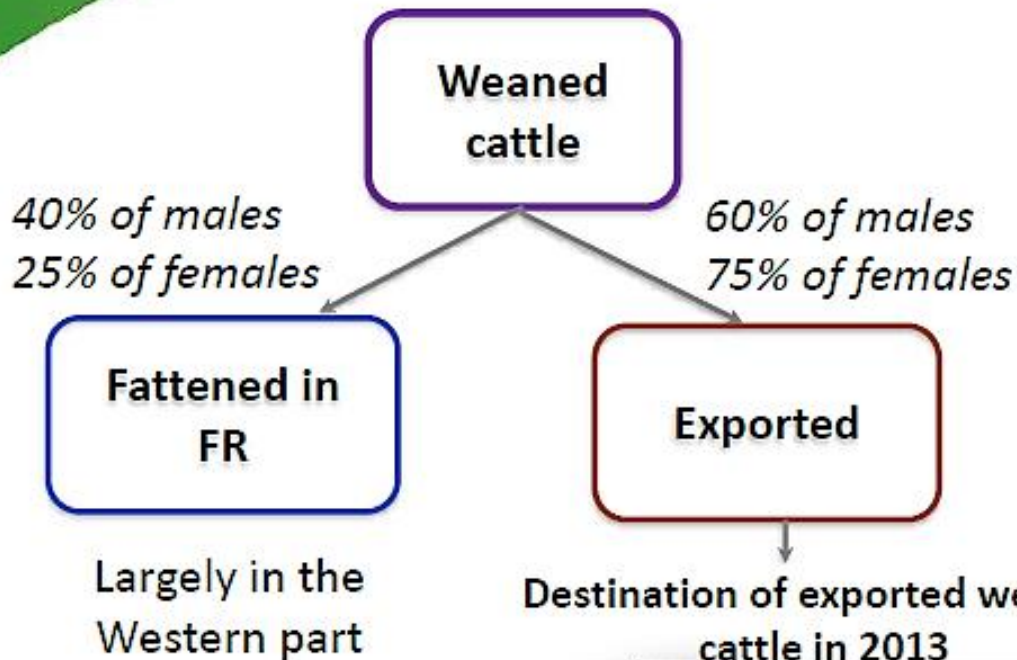 Weaned
cattle
40% of males
25% of females
60% of males
75% of females
Fattened in
FR
Exported
Largely in the
Western part
Destination of exported
cattle in 2013